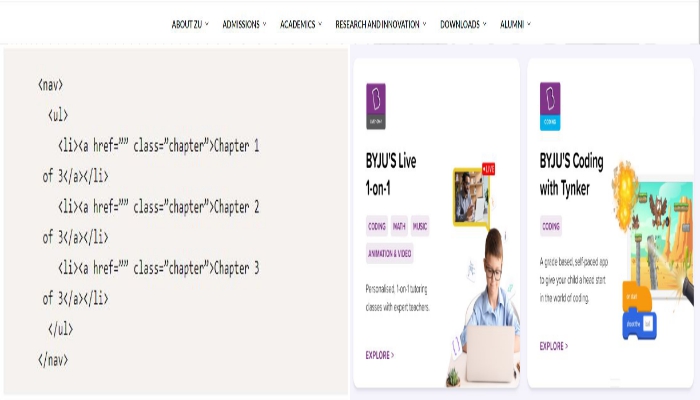 ABOUT ZU ADMISSIONS ACADEMICS RESEARCH AND INNOVATION DOWNLOADS ALUMNI
<nav>
<ul>
<li><a href="" class="chapter">Chapter 1
of 3</a></li>
<li><a href="" class="chapter">Chapter 2
of 3</a></li>
<li><a href="" class="chapter">Chapter 3
of 3</a></li>
</ul>
</nav>
BYJU'S Live
1-on-1
LIVE
CODING MATH MUSIC
ANIMATION & VIDEO
Personalised, 1-on-1 tutoring
classes with expert teachers.
EXPLORE >
CODING
BYJU'S Coding
with Tynker
CODING
A grade based, self-paced app
to give your child a head start
in the world of coding.
EXPLORE >